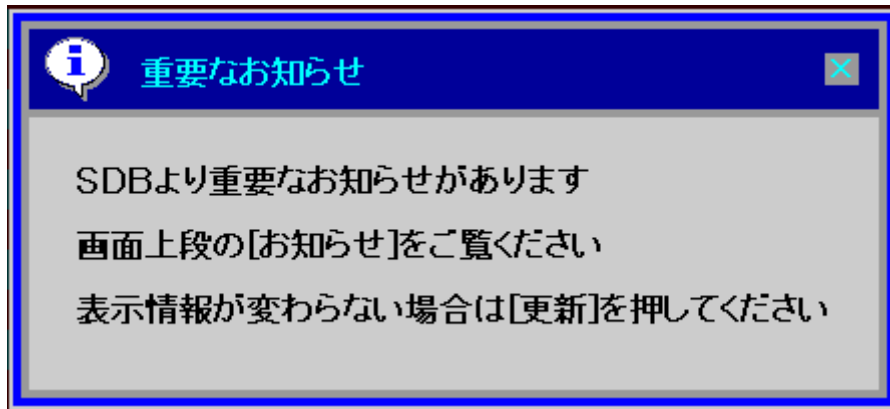 重要なお知らせ
SDBより重要なお知らせがあります
画面上段の[お知らせ]をご覧ください
表示情報が変わらない場合は[更新]を押してください